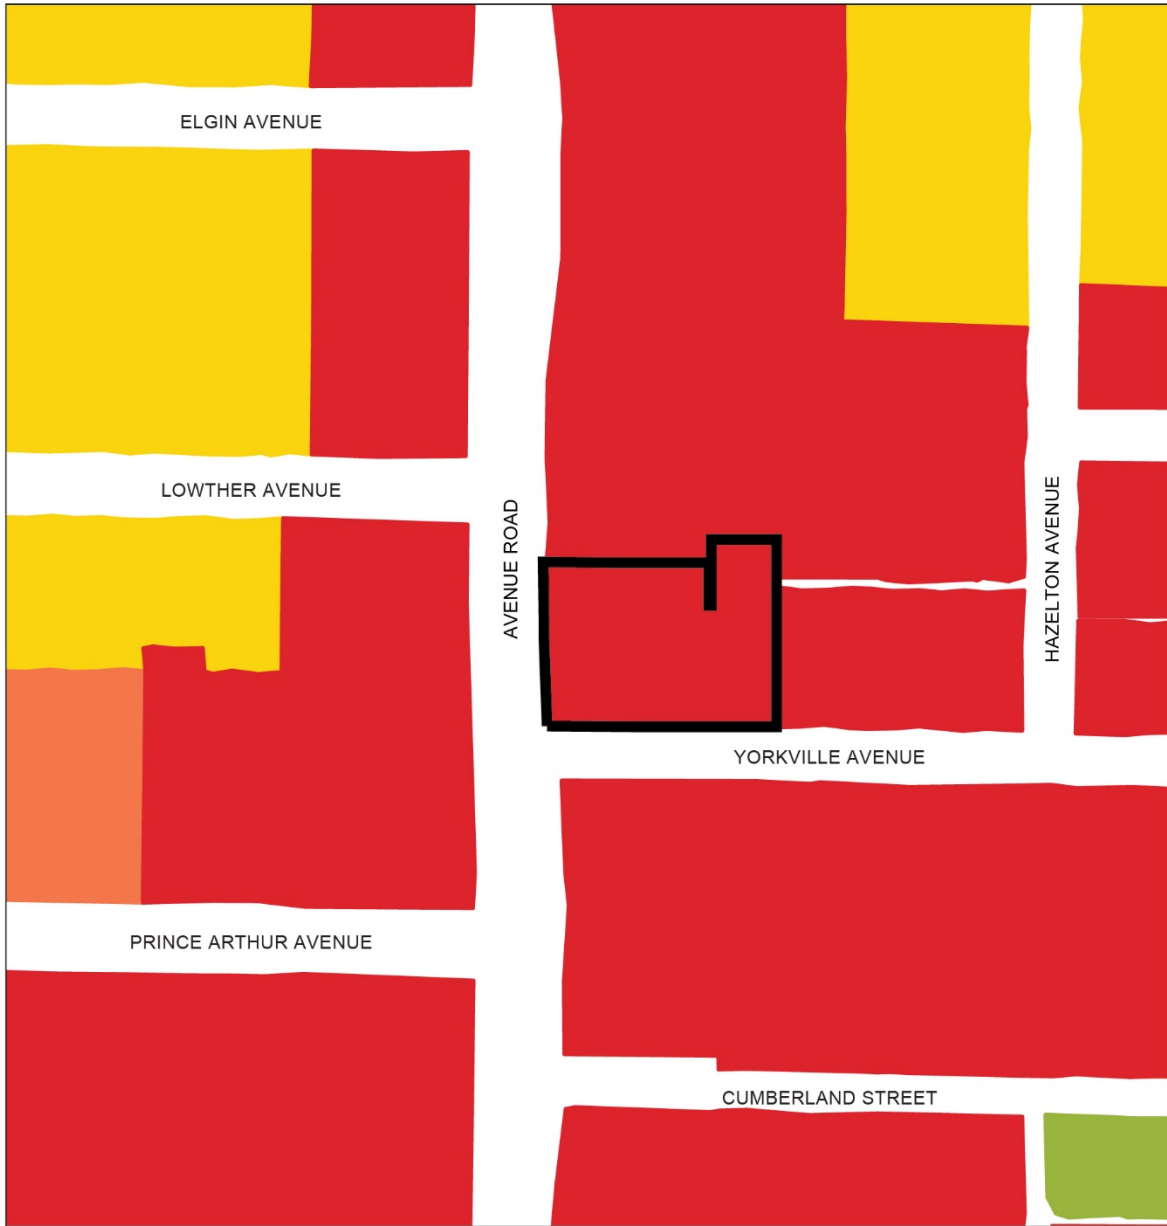 ELGIN AVENUE
LOWTHER AVENUE
AVENUE ROAD
HAZELTON AVENUE
YORKVILLE AVENUE
PRINCE ARTHUR AVENUE
CUMBERLAND STREET